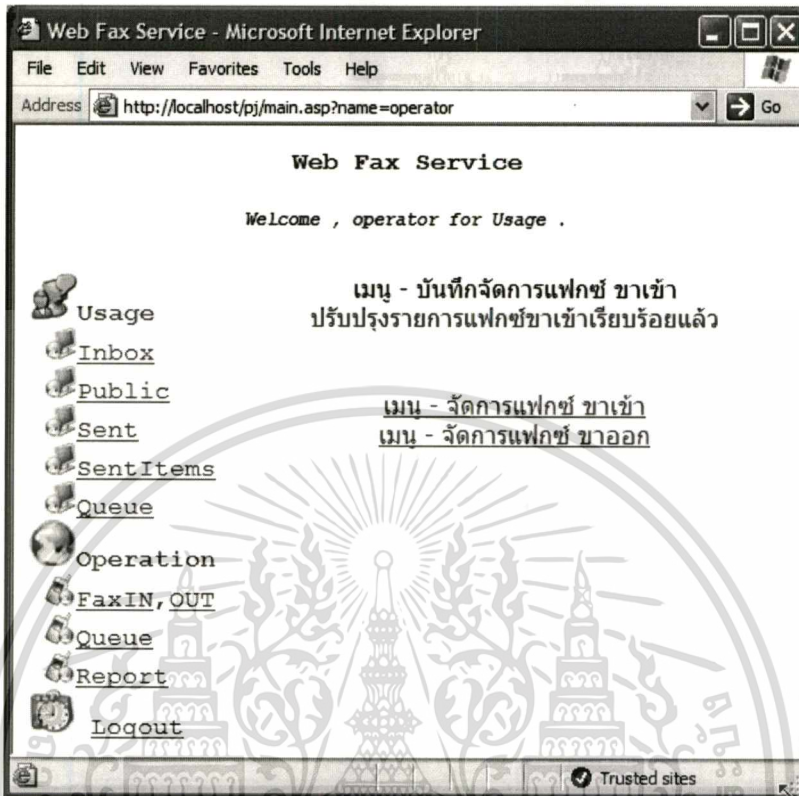 Web Fax Service - Microsoft Internet Explorer
File Edit View Favorites Tools Help
Address http://localhost/pj/main.asp?name=operator Go
Web Fax Service
Welcome , operator for Usage .
เมนู - บันทึกจัดการแฟกซ์ ขาเข้า
ปรับปรุงรายการแฟกซ์ขาเข้าเรียบร้อยแล้ว
Usage
Inbox
Public
Sent
SentItems
Queue
เมนู - จัดการแฟกซ์ ขาเข้า
เมนู - จัดการแฟกซ์ ขาออก
Operation
FaxIN,OUT
Queue
Report
Logout
Trusted sites